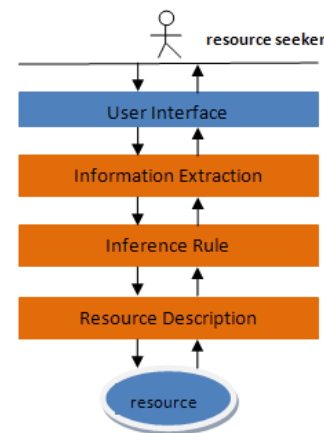 resource seeker
User Interface
Information Extraction
Inference Rule
Resource Description
resource